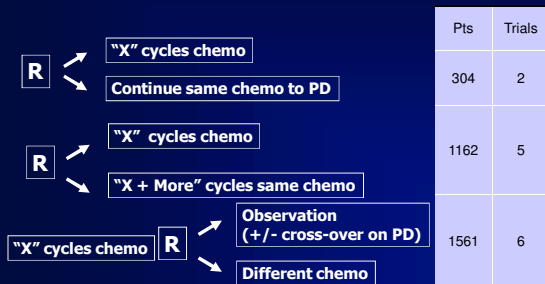 Pts Trials
“X” cycles chemo
R
Continue same chemo to PD
304 2
“X” cycles chemo
R
“X + More” cycles same chemo
1162 5
Observation
(+/- cross-over on PD)
“X” cycles chemo R
Different chemo
1561 6